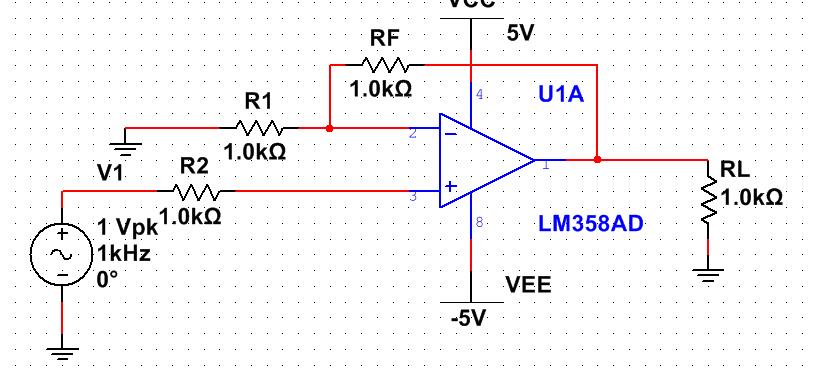 VCC
5V
RF
1.0kΩ
4
U1A
R1
1.0kΩ
2
1
V1
R2
1.0kΩ
3
RL
1.0kΩ
8
LM358AD
1 Vpk
1kHz
0°
VEE
-5V